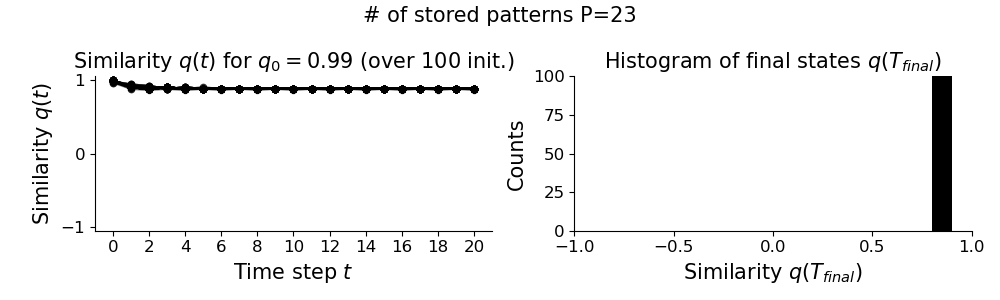 # of stored patterns P=23
Similarity q(t) for q₀ = 0.99 (over 100 init.)
1
0
−1
Similarity q(t)
0 2 4 6 8 10 12 14 16 18 20
Time step t
Histogram of final states q(T_final)
100
75
50
25
0
Counts
−1.0 −0.5 0.0 0.5 1.0
Similarity q(T_final)